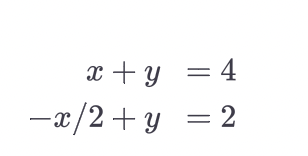 x + y = 4
−x/2 + y = 2